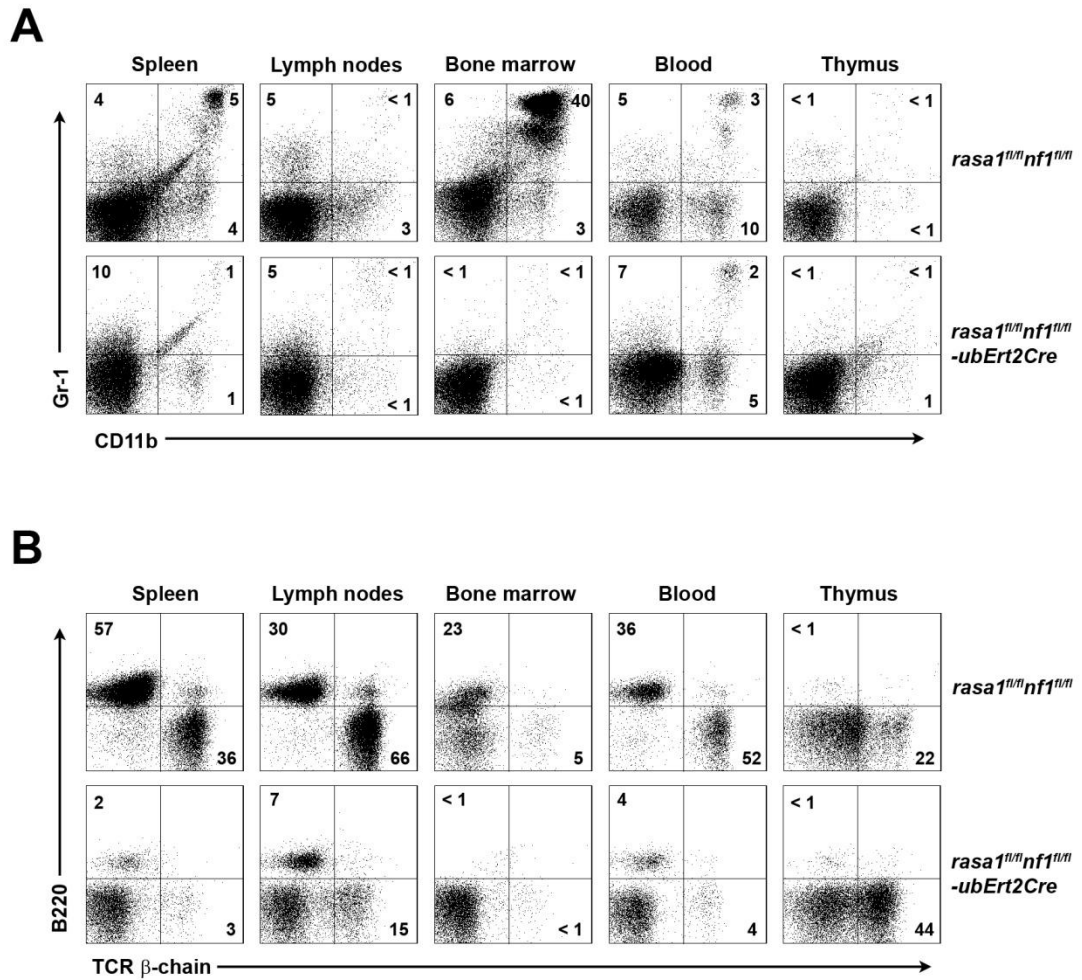 A
Spleen Lymph nodes Bone marrow Blood Thymus
4 5 5 < 1 6 40 5 3 < 1 < 1
rasa1fl/flnf1fl/fl
4 3 3 10 < 1
10 1 5 < 1 < 1 < 1 7 2 < 1 < 1
rasa1fl/flnf1fl/fl
-ubErt2Cre
1 < 1 < 1 5 1
Gr-1
CD11b
B
Spleen Lymph nodes Bone marrow Blood Thymus
57 30 23 36 < 1
rasa1fl/flnf1fl/fl
36 66 5 52 22
2 7 < 1 4 < 1
rasa1fl/flnf1fl/fl
-ubErt2Cre
3 15 < 1 4 44
B220
TCR β-chain